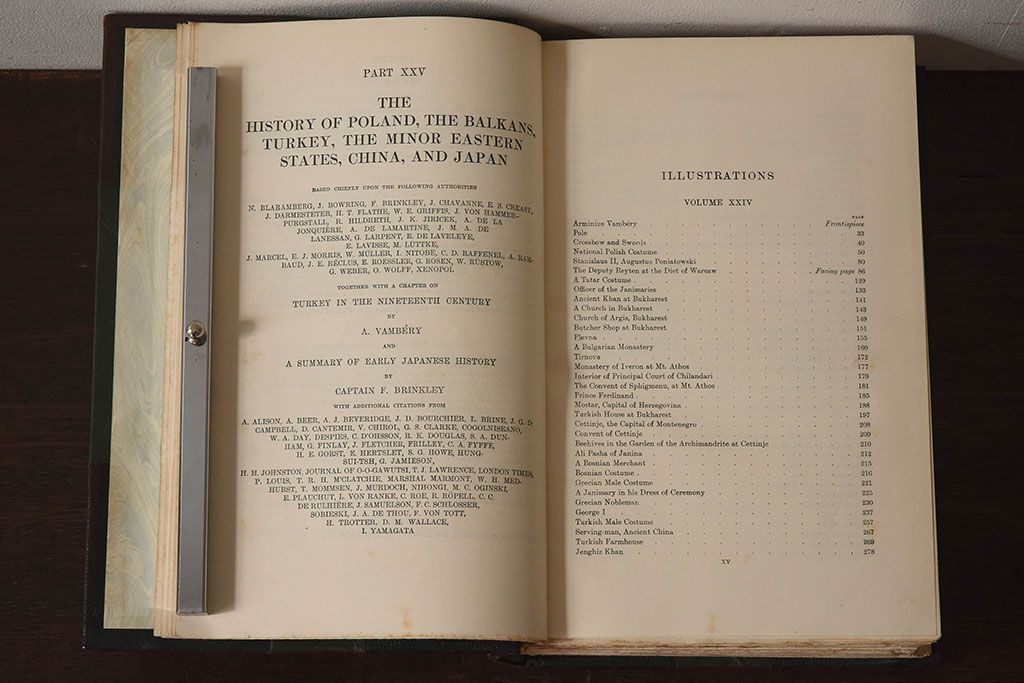 PART XXV
THE
HISTORY OF POLAND, THE BALKANS,
TURKEY, THE MINOR EASTERN
STATES, CHINA, AND JAPAN
BASED CHIEFLY UPON THE FOLLOWING AUTHORITIES
N. BLARAMBERG, J. BOWRING, F. BRINKLEY, J. CHAVANNE, E. S. CREASY,
J. DARMESTETER, H. T. FLATHE, W. E. GRIFFIS, J. VON HAMMER-
PURGSTALL, R. HILDRETH, J. K. JIRICEK, A. DE LA
JONQUIÈRE, A. DE LAMARTINE, J. M. A. DE
LANESSAN, G. LARPENT, E. DE LAVELEYE,
E. LAVISSE, M. LÜTTKE,
J. MARCEL, E. J. MORRIS, W. MÜLLER, I. NITOBE, C. D. RAFFENEL, A. RAM-
BAUD, J. E. RÉCLUS, E. ROESSLER, G. ROSEN, W. RÜSTOW,
G. WEBER, O. WOLFF, XENOPOL
TOGETHER WITH A CHAPTER ON
TURKEY IN THE NINETEENTH CENTURY
BY
A. VAMBÉRY
AND
A SUMMARY OF EARLY JAPANESE HISTORY
BY
CAPTAIN F. BRINKLEY
WITH ADDITIONAL CITATIONS FROM
A. ALISON, A. BEER, A. J. BEVERIDGE, J. D. BOURCHIER, L. BRINE, J. G. D.
CAMPBELL, D. CANTEMIR, V. CHIROL, G. S. CLARKE, COGOLNISEANO,
W. A. DAY, DESPIES, C. D'OHSSON, R. K. DOUGLAS, S. A. DUN-
HAM, G. FINLAY, J. FLETCHER, FRILLEY, C. A. FYFFE,
H. E. GORST, E. HERTSLET, S. G. HOWE, HUNG-
SUI-TSH, G. JAMIESON,
H. H. JOHNSTON, JOURNAL OF O-O-GAWUTSI, T. J. LAWRENCE, LONDON TIMES,
P. LOUIS, T. R. H. M'CLATCHIE, MARSHAL MARMONT, W. H. MED-
HURST, T. MOMMSEN, J. MURDOCH, NIHONGI, M. C. OGINSKI,
E. PLAUCHUT, L. VON RANKE, C. ROE, R. RÖPELL, C. C.
DE RULHIÈRE, J. SAMUELSON, F. C. SCHLOSSER,
SOBIESKI, J. A. DE THOU, F. VON TOTT,
H. TROTTER, D. M. WALLACE,
I. YAMAGATA
ILLUSTRATIONS
VOLUME XXIV
PAGE
Arminius Vambéry Frontispiece
Pole 33
Crossbow and Swords 40
National Polish Costume 50
Stanislaus II, Augustus Poniatowski 80
The Deputy Reyten at the Diet of Warsaw Facing page 86
A Tatar Costume 129
Officer of the Janissaries 133
Ancient Khan at Bukharest 141
A Church in Bukharest 143
Church of Argis, Bukharest 149
Butcher Shop at Bukharest 151
Plevna 155
A Bulgarian Monastery 160
Tirnova 172
Monastery of Iveron at Mt. Athos 177
Interior of Principal Court of Chilandari 179
The Convent of Sphigmenu, at Mt. Athos 181
Prince Ferdinand 185
Mostar, Capital of Herzegovina 188
Turkish House at Bukharest 197
Cettinje, the Capital of Montenegro 208
Convent of Cettinje 209
Beehives in the Garden of the Archimandrite at Cettinje 210
Ali Pasha of Janina 212
A Bosnian Merchant 215
Bosnian Costume 216
Grecian Male Costume 221
A Janissary in his Dress of Ceremony 225
Grecian Nobleman 230
George I 237
Turkish Male Costume 257
Serving-man, Ancient China 267
Turkish Farmhouse 269
Jenghiz Khan 278
XV